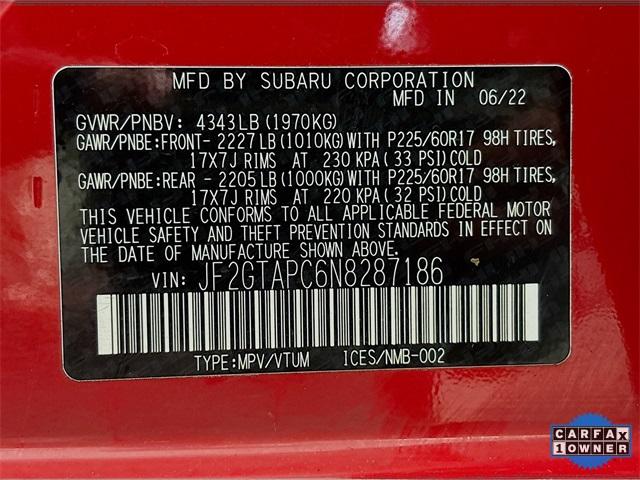 MFD BY SUBARU CORPORATION
MFD IN 06/22
GVWR/PNBV: 4343LB (1970KG)
GAWR/PNBE:FRONT- 2227LB (1010KG) WITH P225/60R17 98H TIRES,
17X7J RIMS AT 230 KPA (33 PSI) COLD
GAWR/PNBE:REAR - 2205LB (1000KG) WITH P225/60R17 98H TIRES,
17X7J RIMS AT 220 KPA (32 PSI) COLD
THIS VEHICLE CONFORMS TO ALL APPLICABLE FEDERAL MOTOR
VEHICLE SAFETY AND THEFT PREVENTION STANDARDS IN EFFECT ON
THE DATE OF MANUFACTURE SHOWN ABOVE.
VIN: JF2GTAPC6N8287186
TYPE:MPV/VTUM ICES/NMB-002
CARFAX
1 OWNER